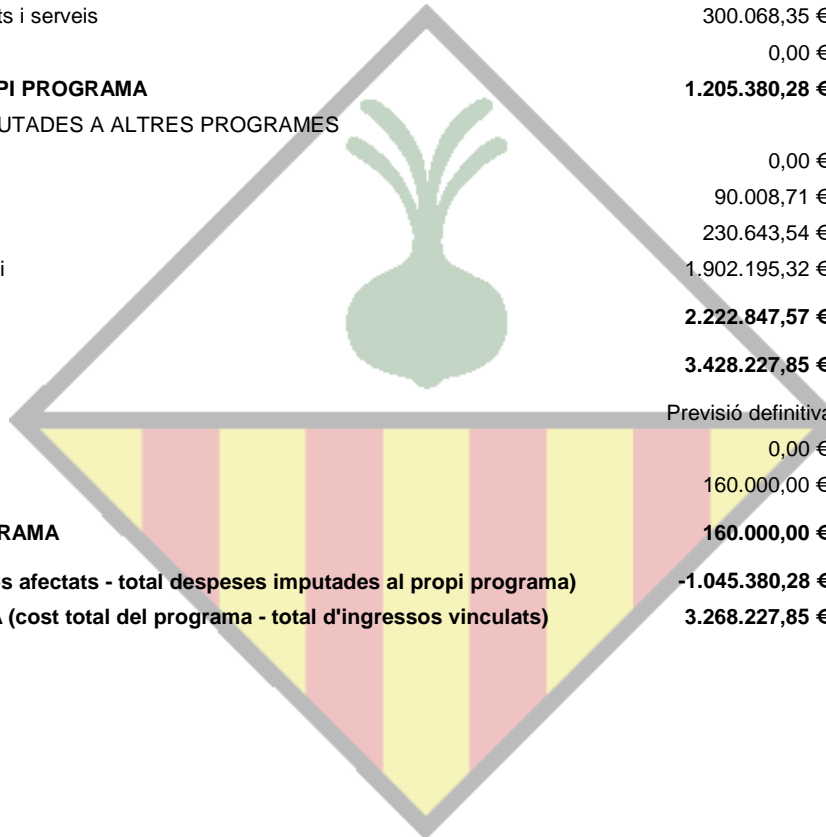 ts i serveis 300.068,35 €
0,00 €
PI PROGRAMA 1.205.380,28 €
UTADES A ALTRES PROGRAMES
0,00 €
90.008,71 €
230.643,54 €
i 1.902.195,32 €
2.222.847,57 €
3.428.227,85 €
Previsió definitiva
0,00 €
160.000,00 €
RAMA 160.000,00 €
s afectats - total despeses imputades al propi programa) -1.045.380,28 €
A (cost total del programa - total d'ingressos vinculats) 3.268.227,85 €